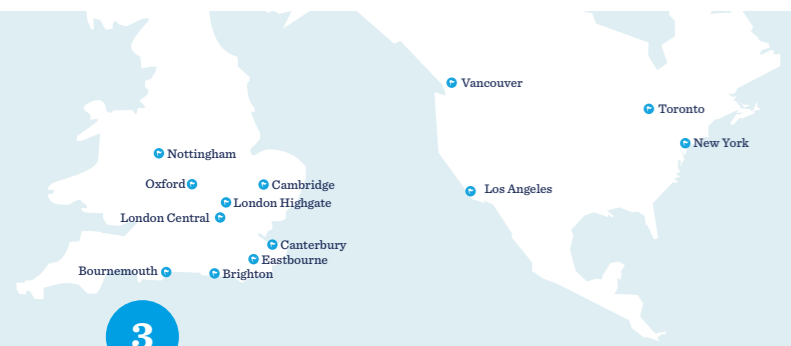 Vancouver
Toronto
New York
Nottingham
Oxford
Cambridge
Los Angeles
London Highgate
London Central
Canterbury
Eastbourne
Bournemouth
Brighton
3